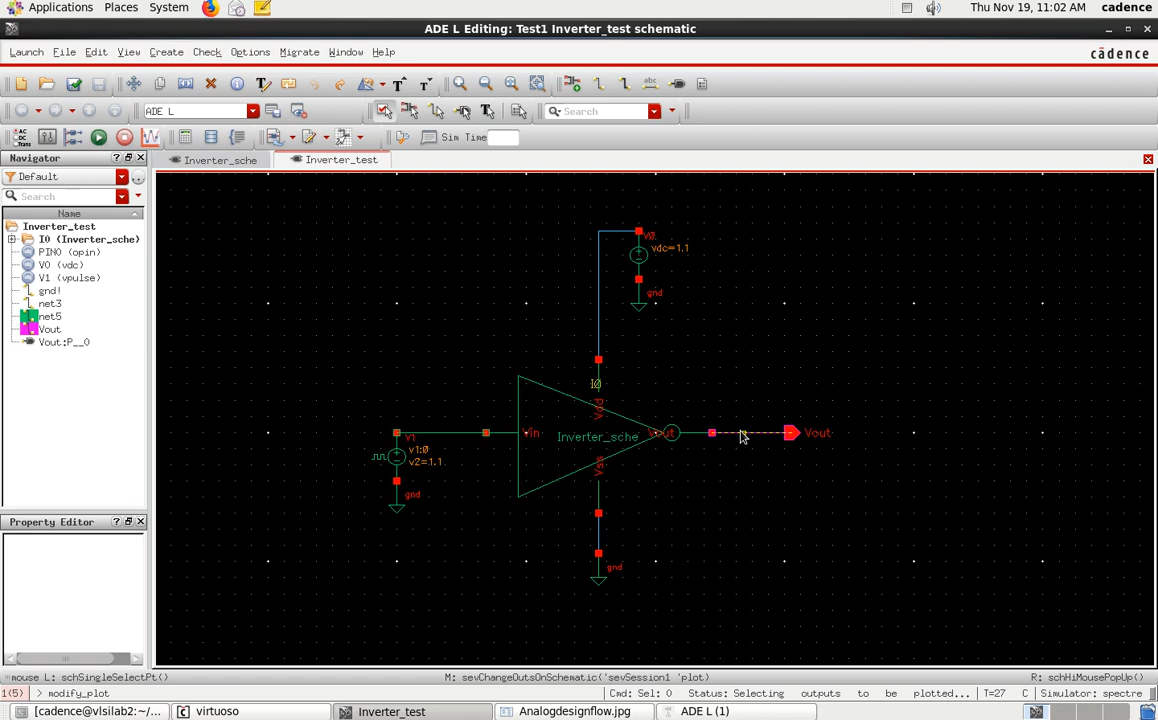 Applications Places System Thu Nov 19, 11:02 AM cadence
ADE L Editing: Test1 Inverter_test schematic
Launch File Edit View Create Check Options Migrate Window Help cādence
ADE L Search
Sim Time
Navigator Inverter_sche Inverter_test
Default
Search
Name
Inverter_test
I0 (Inverter_sche)
PIN0 (opin)
V0 (vdc)
V1 (vpulse)
gnd!
net3
net5
Vout
Vout:P__0
Property Editor
V0
vdc=1.1
gnd
I0
Vdd
Vin Inverter_sche Vout Vout
V1
v1:0
v2=1.1
gnd
Vss
gnd
mouse L: schSingleSelectPt() M: sevChangeOutsOnSchematic('sevSession1 'plot) R: schHiMousePopUp()
1(5) > modify_plot Cmd: Sel: 0 Status: Selecting outputs to be plotted... T=27 C Simulator: spectre
[cadence@vlsilab2:~/... virtuoso Inverter_test Analogdesignflow.jpg ADE L (1)